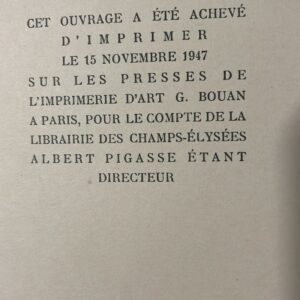 CET OUVRAGE A ÉTÉ ACHEVÉ
D'IMPRIMER
LE 15 NOVEMBRE 1947
SUR LES PRESSES DE
L'IMPRIMERIE D'ART G. BOUAN
A PARIS, POUR LE COMPTE DE LA
LIBRAIRIE DES CHAMPS-ÉLYSÉES
ALBERT PIGASSE ÉTANT
DIRECTEUR